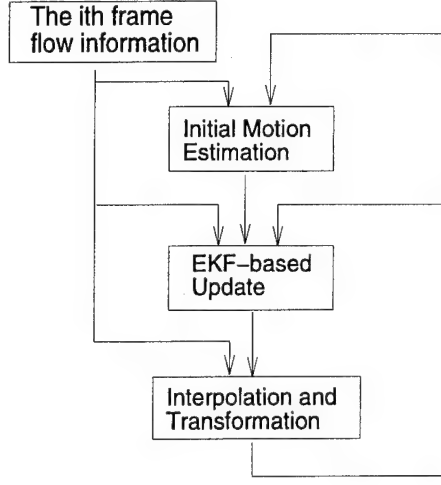 The ith frame
flow information
Initial Motion
Estimation
EKF–based
Update
Interpolation and
Transformation